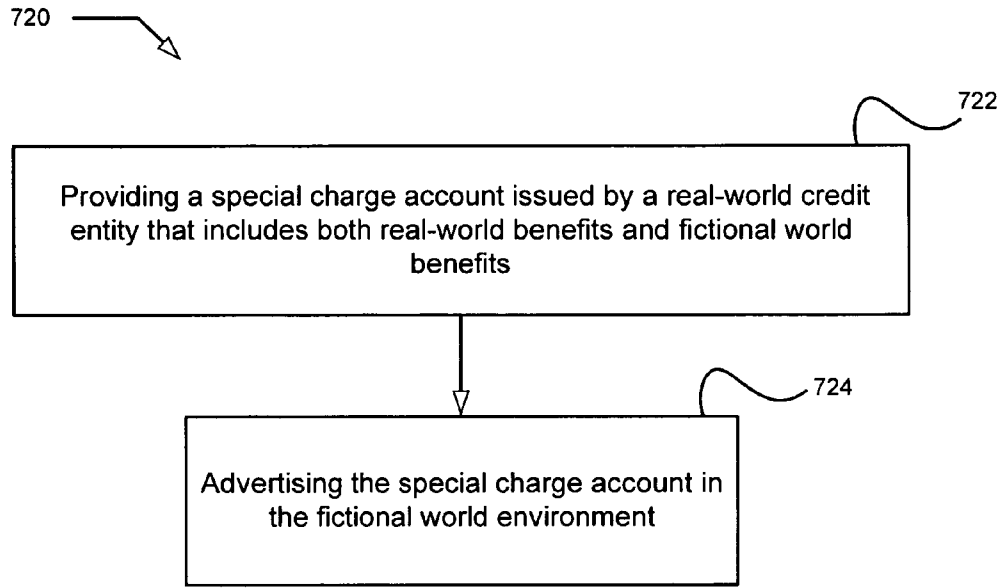 720
722
Providing a special charge account issued by a real-world credit
entity that includes both real-world benefits and fictional world
benefits
724
Advertising the special charge account in
the fictional world environment